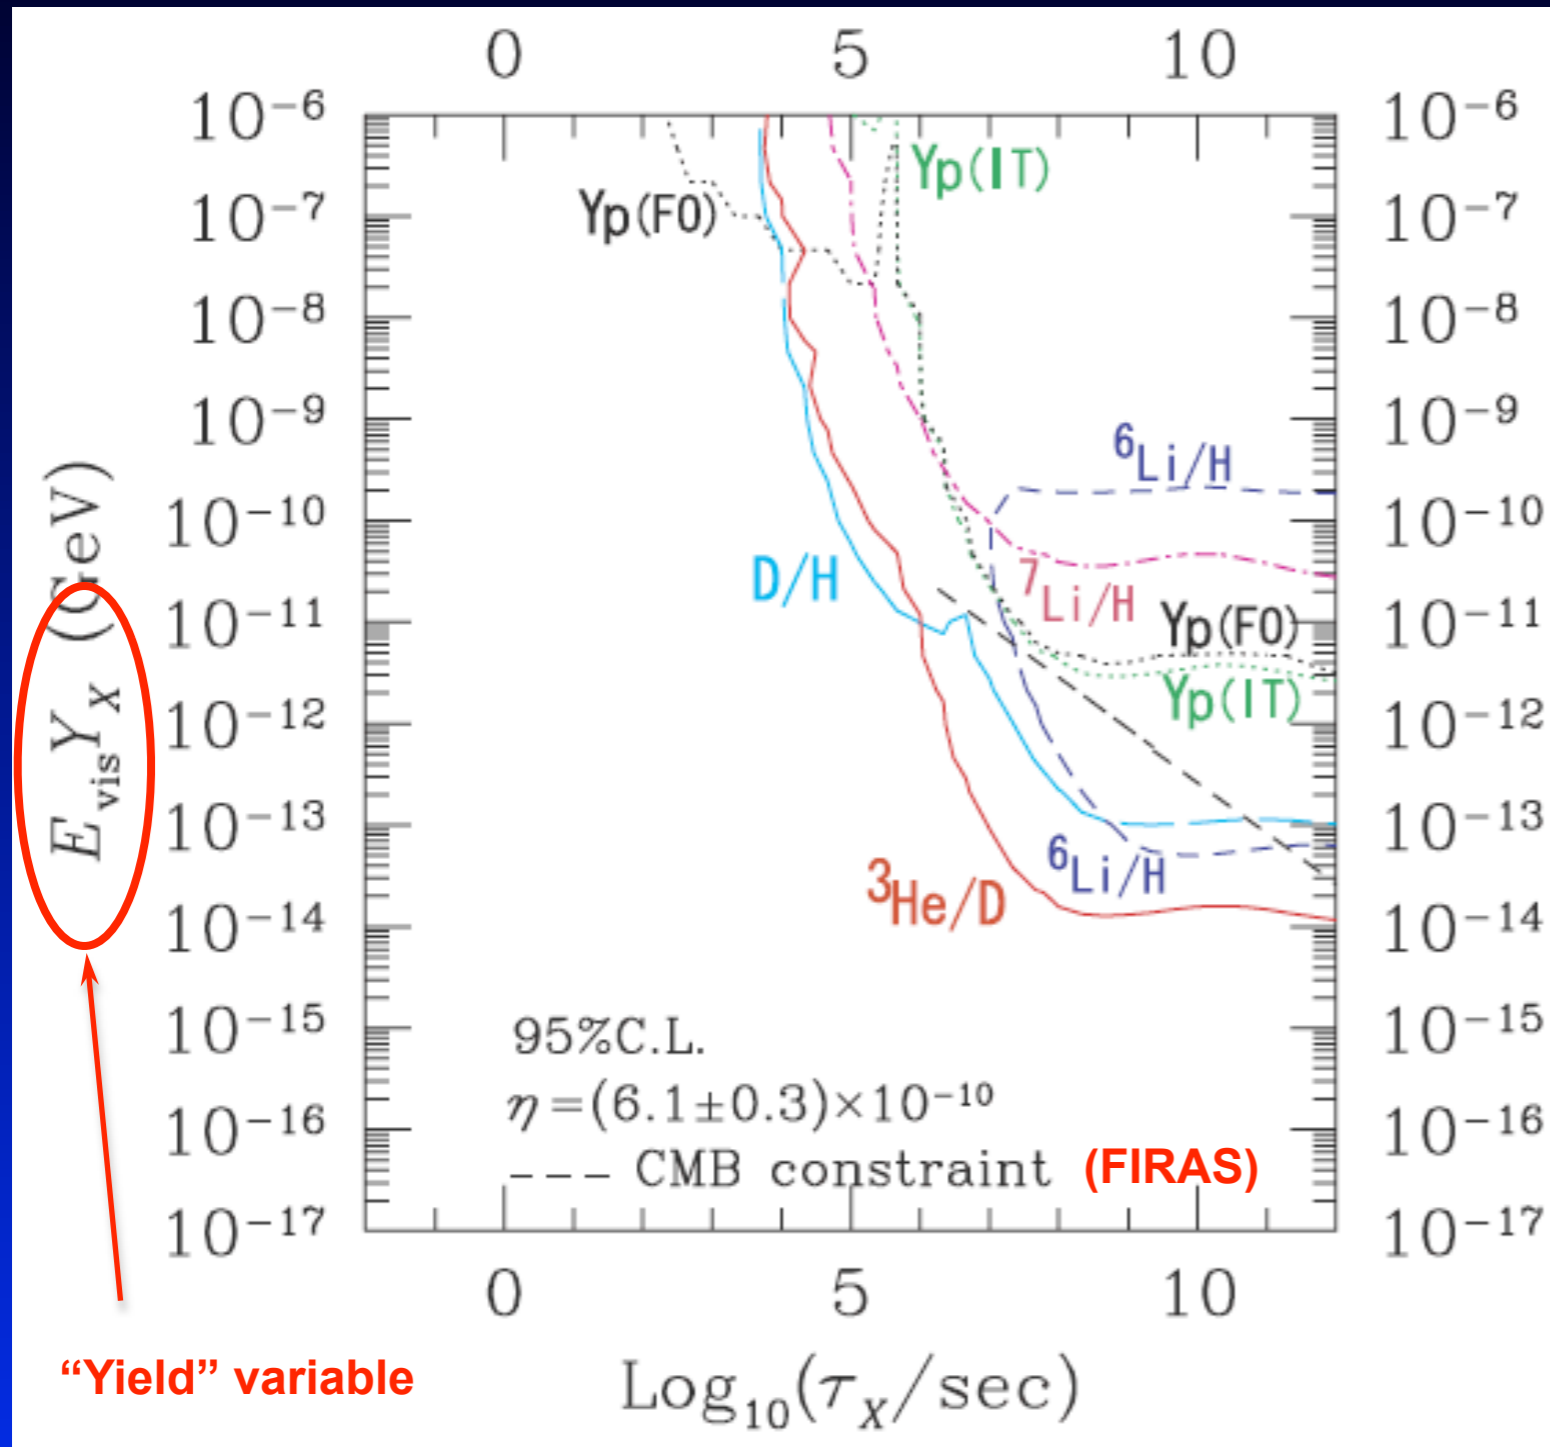 0 5 10
10⁻⁶ 10⁻⁶
10⁻⁷ 10⁻⁷
10⁻⁸ 10⁻⁸
10⁻⁹ 10⁻⁹
10⁻¹⁰ 10⁻¹⁰
10⁻¹¹ 10⁻¹¹
10⁻¹² 10⁻¹²
10⁻¹³ 10⁻¹³
10⁻¹⁴ 10⁻¹⁴
10⁻¹⁵ 10⁻¹⁵
10⁻¹⁶ 10⁻¹⁶
10⁻¹⁷ 10⁻¹⁷
E_vis Y_X (GeV)
Yp(IT)
Yp(FO)
⁶Li/H
D/H
⁷Li/H
Yp(FO)
Yp(IT)
⁶Li/H
³He/D
95%C.L.
η=(6.1±0.3)×10⁻¹⁰
--- CMB constraint (FIRAS)
0 5 10
“Yield” variable
Log₁₀(τ_X/sec)